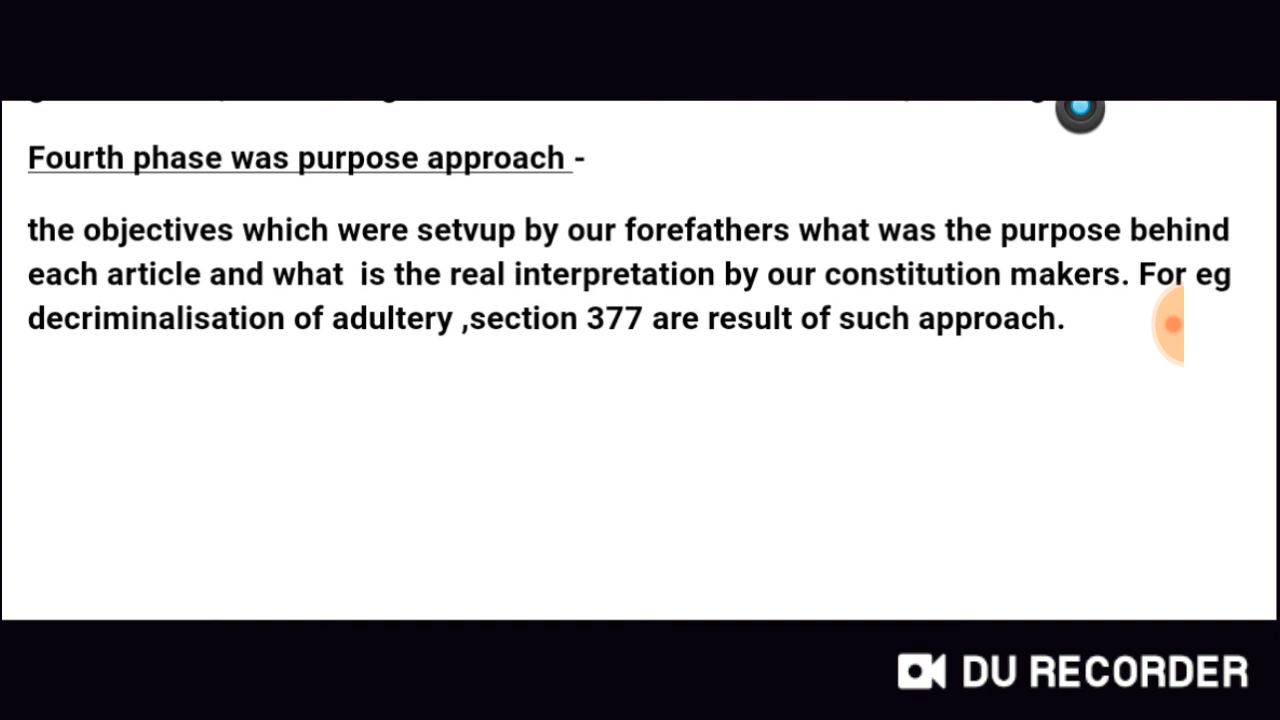 Fourth phase was purpose approach -
the objectives which were setvup by our forefathers what was the purpose behind
each article and what  is the real interpretation by our constitution makers. For eg
decriminalisation of adultery ,section 377 are result of such approach.
DU RECORDER